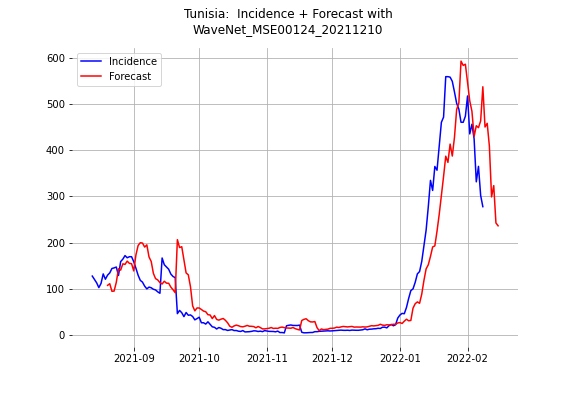 Tunisia:  Incidence + Forecast with
WaveNet_MSE00124_20211210
Incidence
Forecast
600
500
400
300
200
100
0
2021-09 2021-10 2021-11 2021-12 2022-01 2022-02